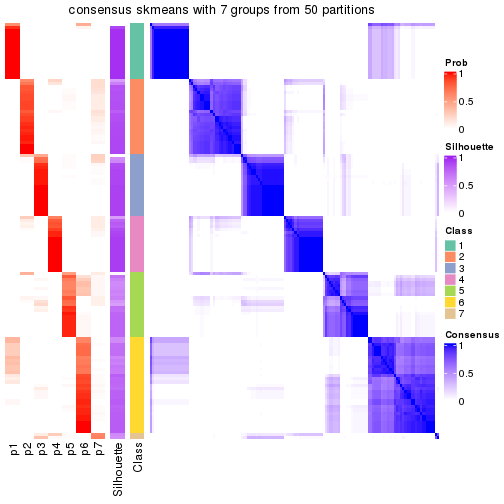 consensus skmeans with 7 groups from 50 partitions
Prob
1
0.5
0
Silhouette
1
0.5
0
Class
1
2
3
4
5
6
7
Consensus
1
0.5
0
p1
p2
p3
p4
p5
p6
p7
Silhouette
Class